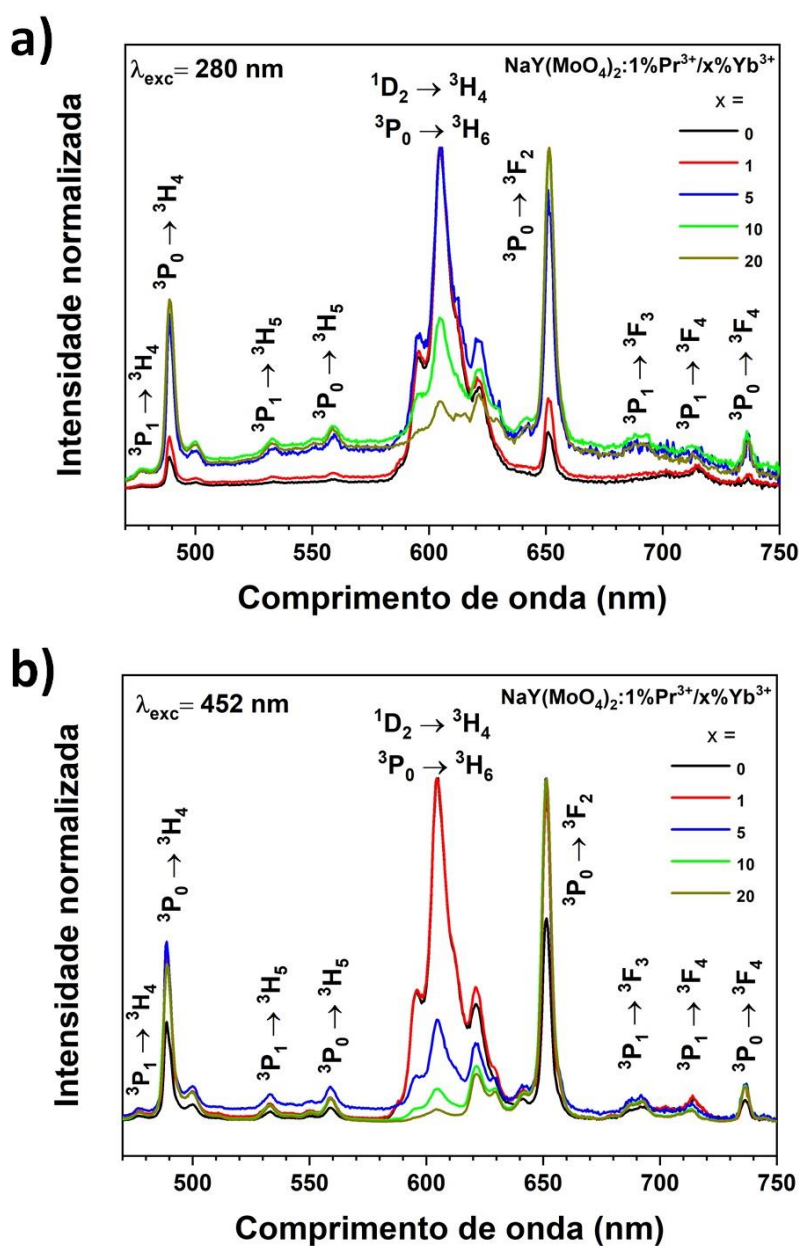 a)
λexc= 280 nm
NaY(MoO₄)₂:1%Pr³⁺/x%Yb³⁺
x =
0
1
5
10
20
³P₁ → ³H₄
³P₀ → ³H₄
³P₁ → ³H₅
³P₀ → ³H₅
¹D₂ → ³H₄
³P₀ → ³H₆
³P₀ → ³F₂
³P₁ → ³F₃
³P₁ → ³F₄
³P₀ → ³F₄
Intensidade normalizada
500 550 600 650 700 750
Comprimento de onda (nm)
b)
λexc= 452 nm
NaY(MoO₄)₂:1%Pr³⁺/x%Yb³⁺
x =
0
1
5
10
20
³P₁ → ³H₄
³P₀ → ³H₄
³P₁ → ³H₅
³P₀ → ³H₅
¹D₂ → ³H₄
³P₀ → ³H₆
³P₀ → ³F₂
³P₁ → ³F₃
³P₁ → ³F₄
³P₀ → ³F₄
Intensidade normalizada
500 550 600 650 700 750
Comprimento de onda (nm)